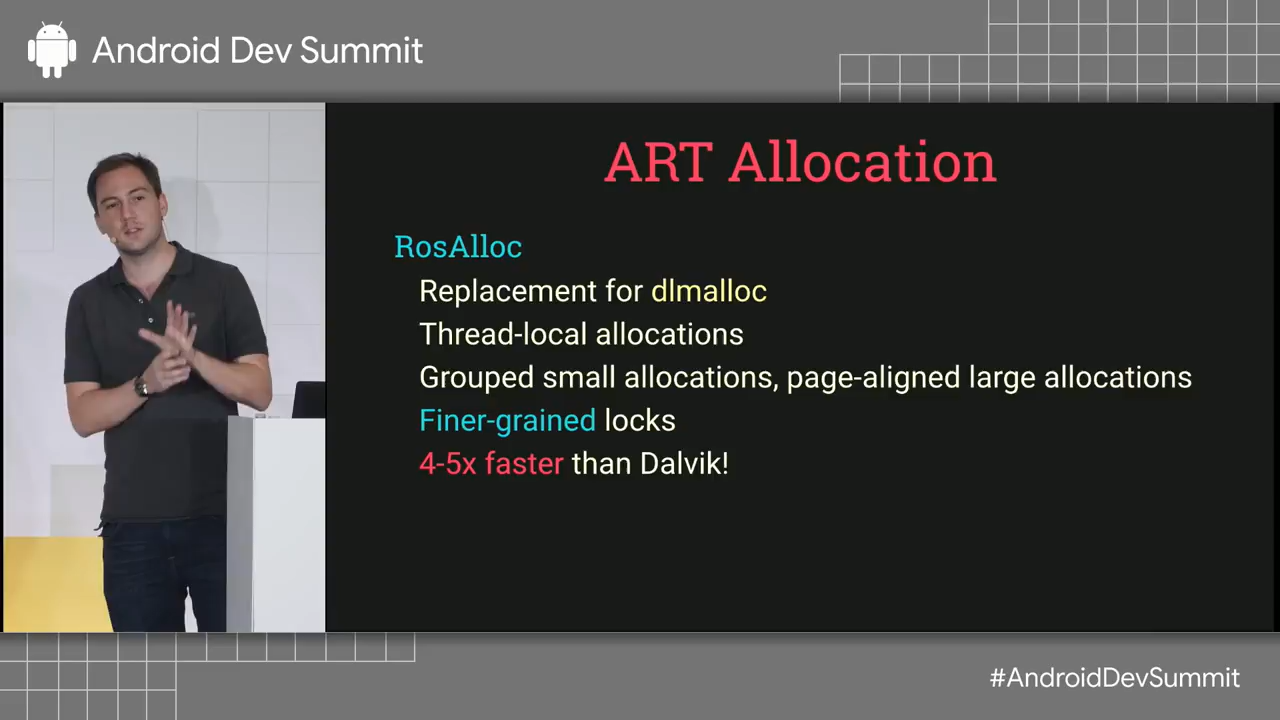 Android Dev Summit
ART Allocation
RosAlloc
Replacement for dlmalloc
Thread-local allocations
Grouped small allocations, page-aligned large allocations
Finer-grained locks
4-5x faster than Dalvik!
#AndroidDevSummit